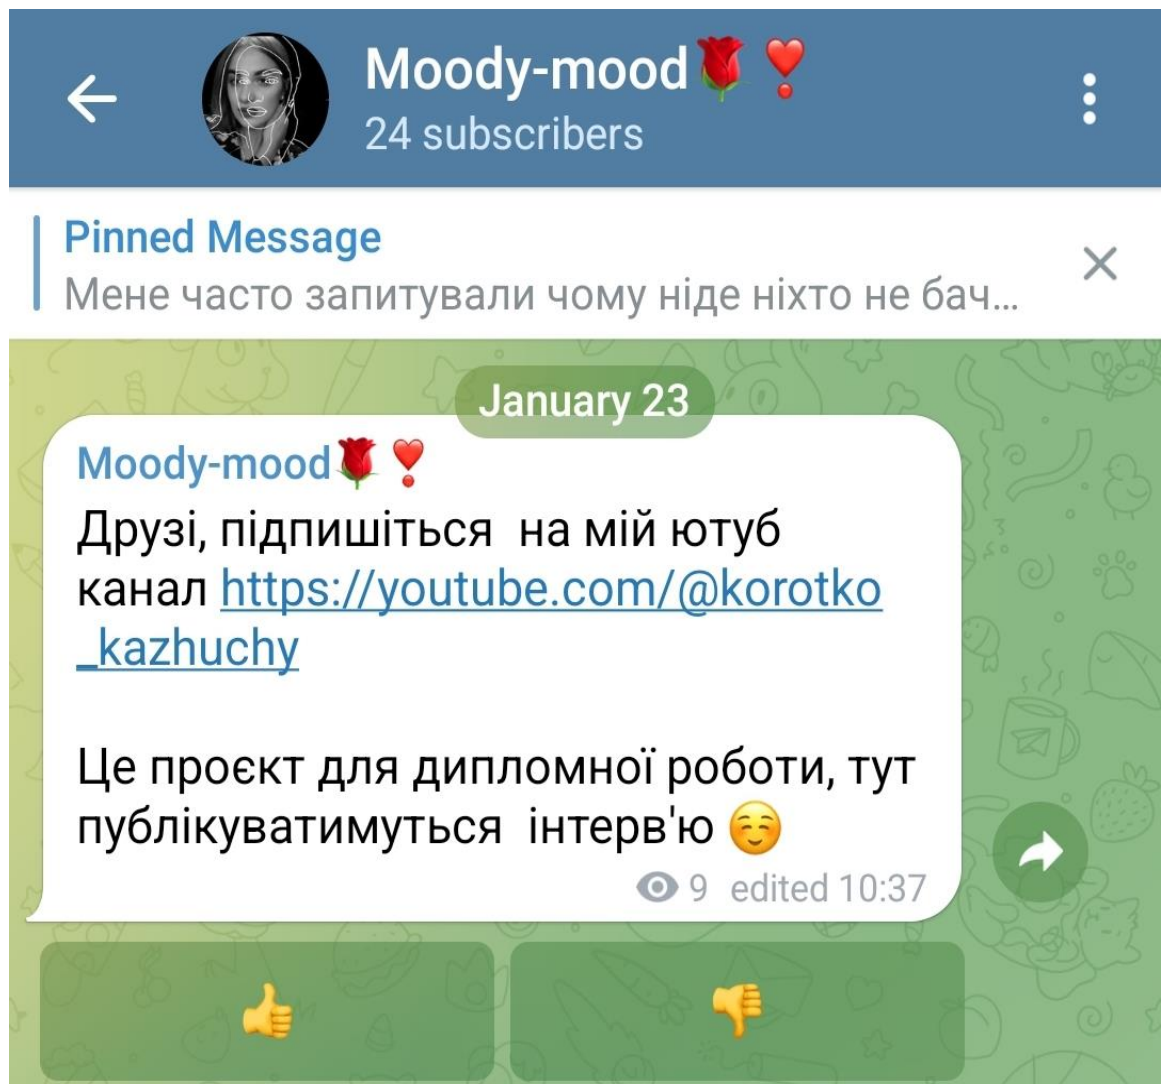 Moody-mood🌹❣️
24 subscribers
Pinned Message
Мене часто запитували чому ніде ніхто не бач...
January 23
Moody-mood🌹❣️
Друзі, підпишіться  на мій ютуб
канал https://youtube.com/@korotko
_kazhuchy
Це проєкт для дипломної роботи, тут
публікуватимуться  інтерв'ю ☺️
9 edited 10:37
👍 👎